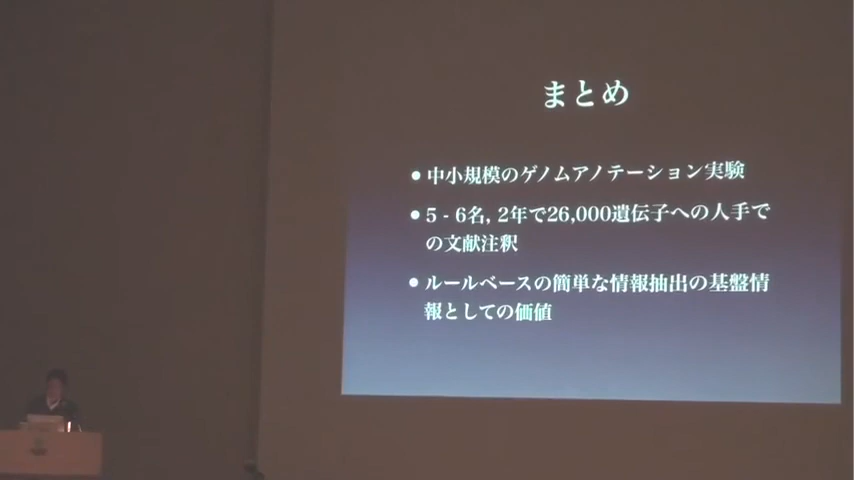 まとめ
• 中小規模のゲノムアノテーション実験
• 5 - 6名, 2年で26,000遺伝子への人手で
の文献注釈
• ルールベースの簡単な情報抽出の基盤情
報としての価値